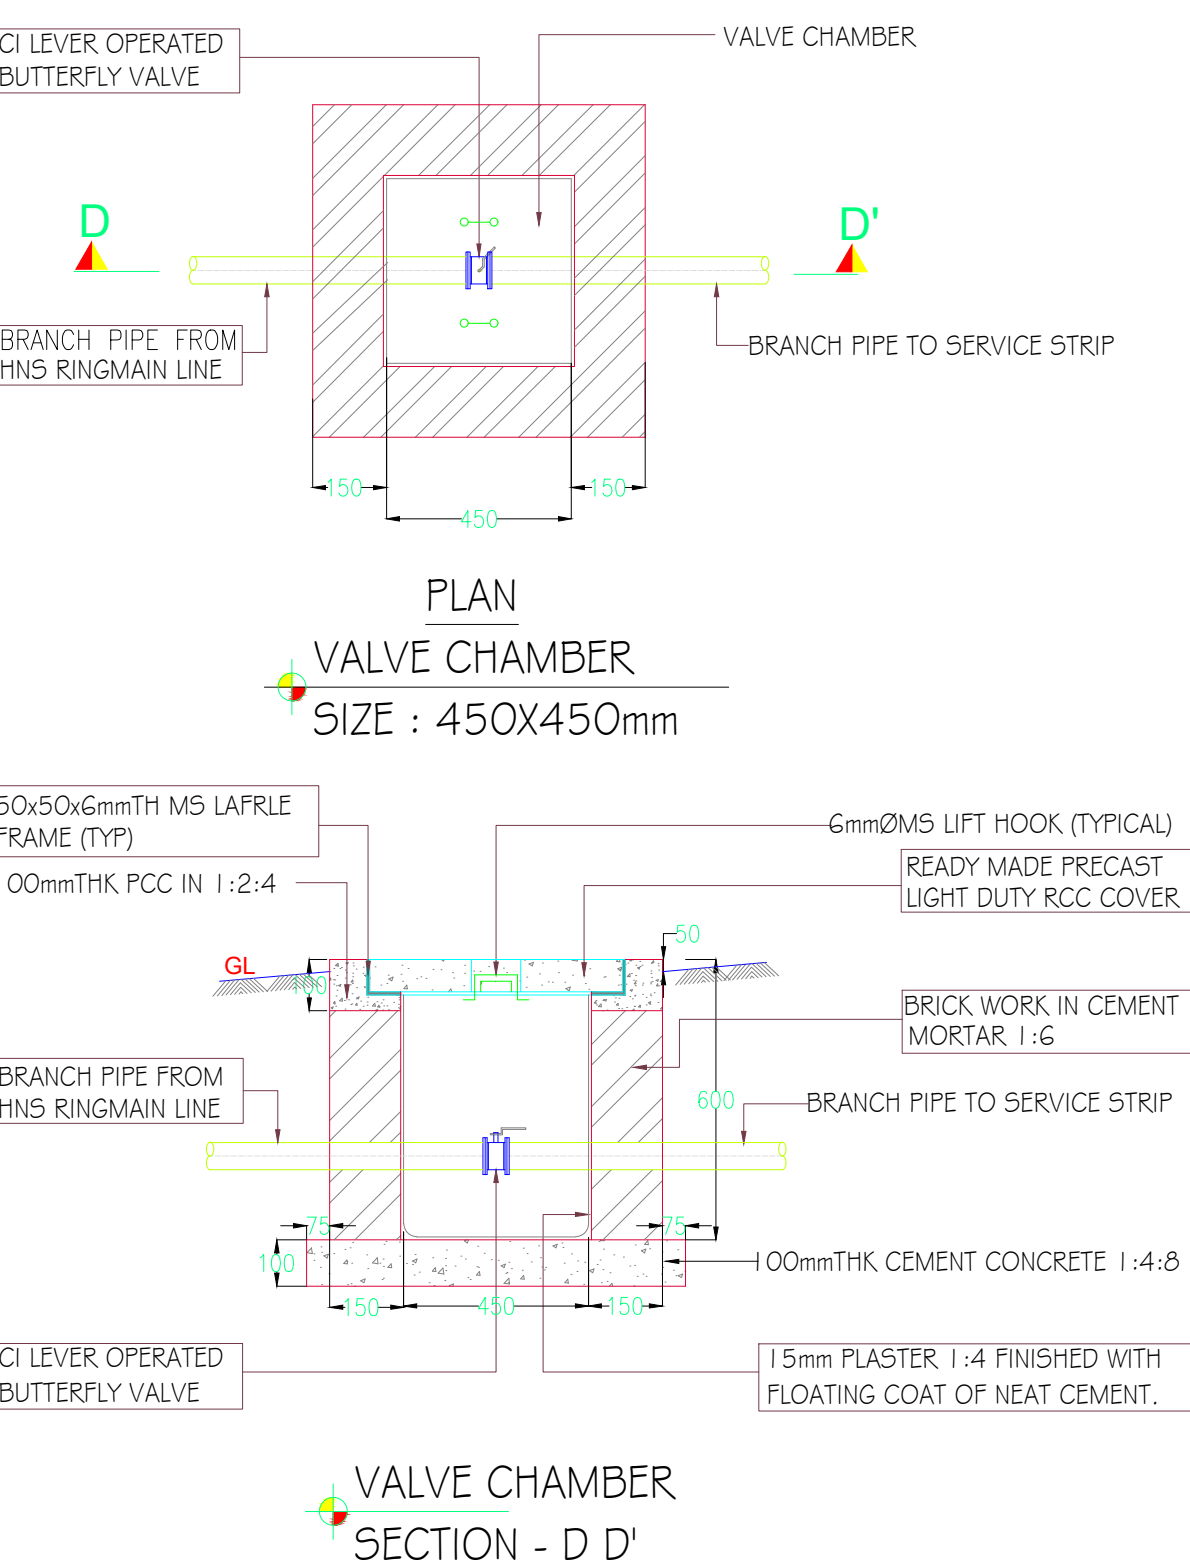 CI LEVER OPERATED
BUTTERFLY VALVE
VALVE CHAMBER
D
D'
BRANCH PIPE FROM
HNS RINGMAIN LINE
BRANCH PIPE TO SERVICE STRIP
150
150
450
PLAN
VALVE CHAMBER
SIZE : 450X450mm
50x50x6mmTH MS LAFRLE
FRAME (TYP)
6mmØMS LIFT HOOK (TYPICAL)
00mmTHK PCC IN 1:2:4
READY MADE PRECAST
LIGHT DUTY RCC COVER
50
GL
100
BRICK WORK IN CEMENT
MORTAR 1:6
BRANCH PIPE FROM
HNS RINGMAIN LINE
600
BRANCH PIPE TO SERVICE STRIP
75
75
100
100mmTHK CEMENT CONCRETE 1:4:8
150
450
150
CI LEVER OPERATED
BUTTERFLY VALVE
15mm PLASTER 1:4 FINISHED WITH
FLOATING COAT OF NEAT CEMENT.
VALVE CHAMBER
SECTION - D D'